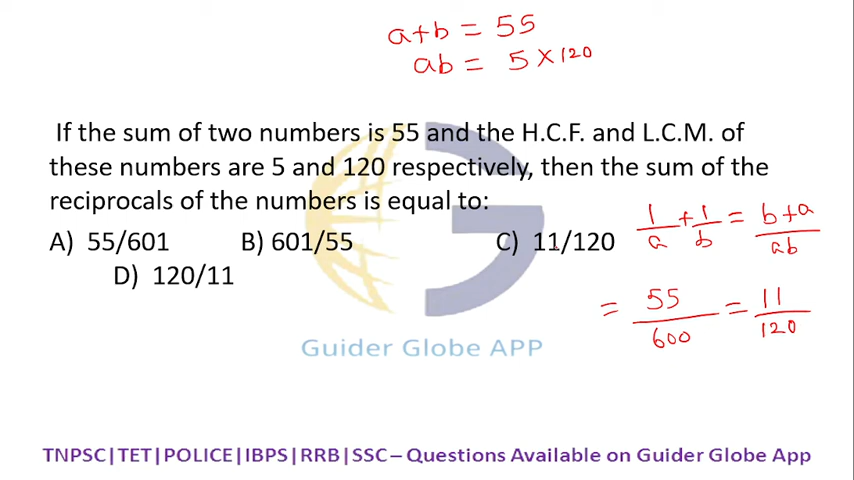 a+b = 55
ab = 5 × 120
If the sum of two numbers is 55 and the H.C.F. and L.C.M. of
these numbers are 5 and 120 respectively, then the sum of the
reciprocals of the numbers is equal to:
A) 55/601 B) 601/55 C) 11/120
D) 120/11
1/a + 1/b = b+a/ab
= 55/600 = 11/120
Guider Globe APP
TNPSC|TET|POLICE|IBPS|RRB|SSC – Questions Available on Guider Globe App